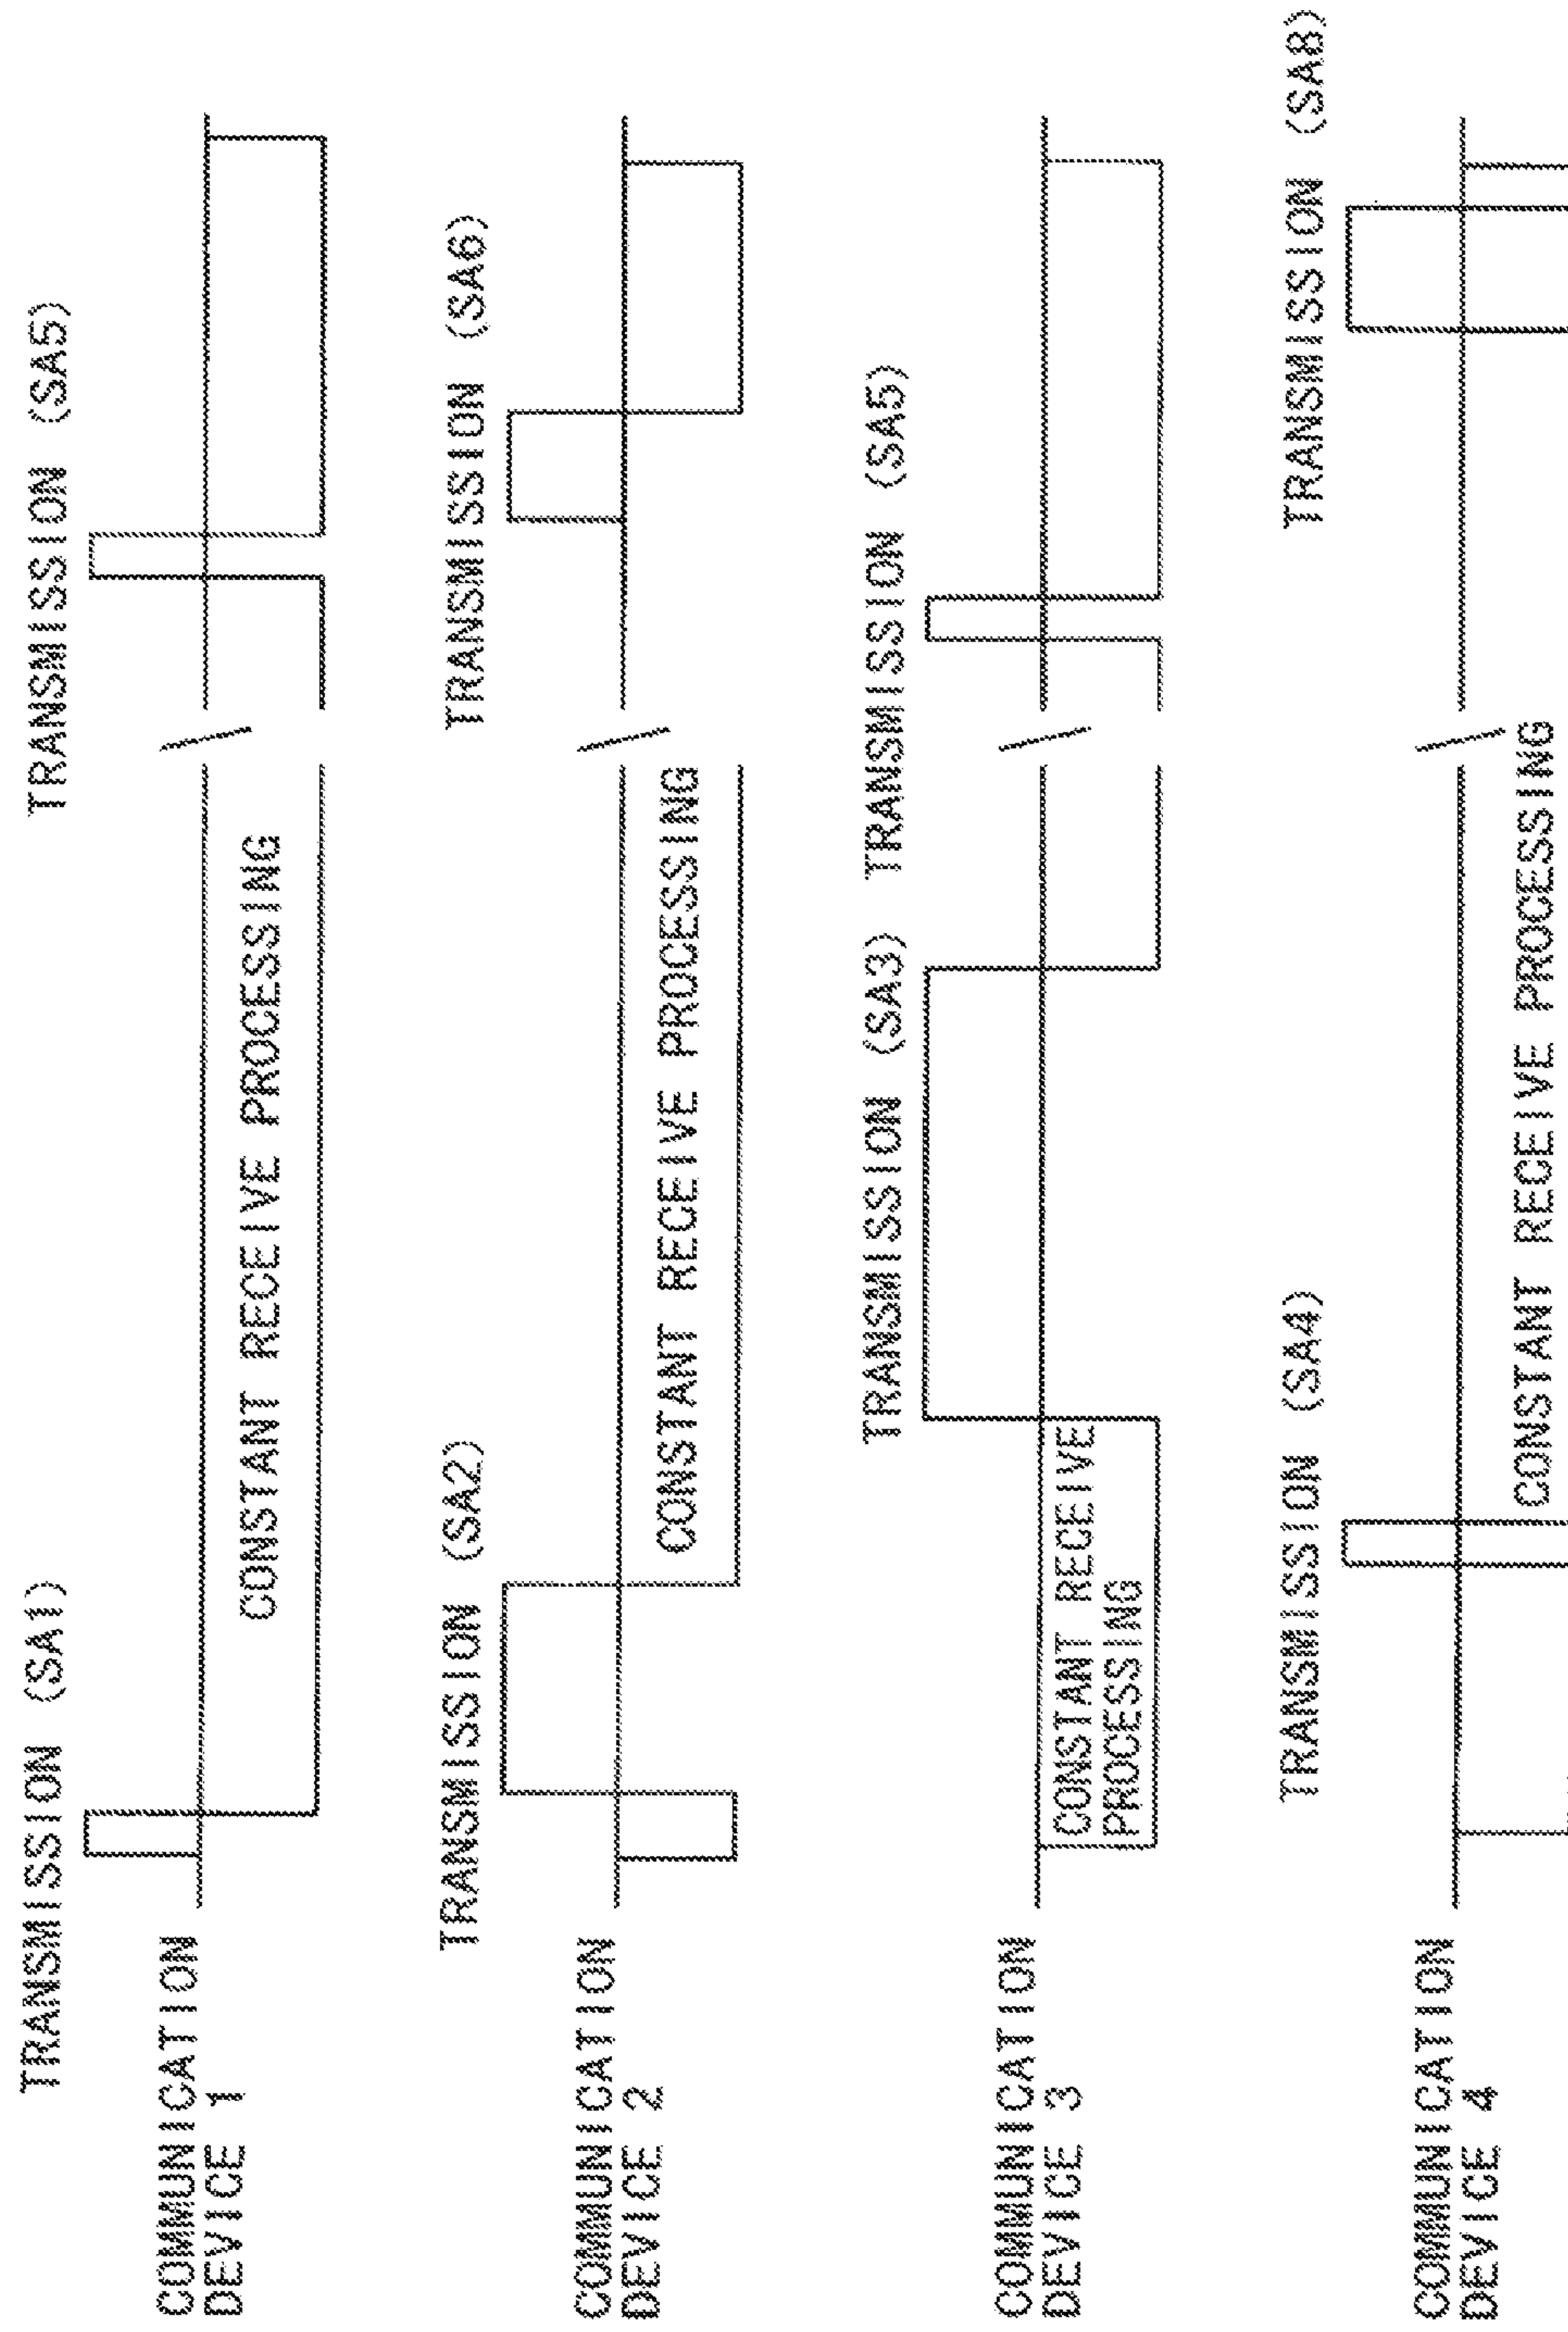 TRANSMISSION (SA1)
TRANSMISSION (SA5)
COMMUNICATION
DEVICE 1
CONSTANT RECEIVE PROCESSING
TRANSMISSION (SA2)
TRANSMISSION (SA6)
COMMUNICATION
DEVICE 2
CONSTANT RECEIVE PROCESSING
TRANSMISSION (SA3)
TRANSMISSION (SA5)
COMMUNICATION
DEVICE 3
CONSTANT RECEIVE
PROCESSING
TRANSMISSION (SA4)
TRANSMISSION (SA8)
COMMUNICATION
DEVICE 4
CONSTANT RECEIVE PROCESSING